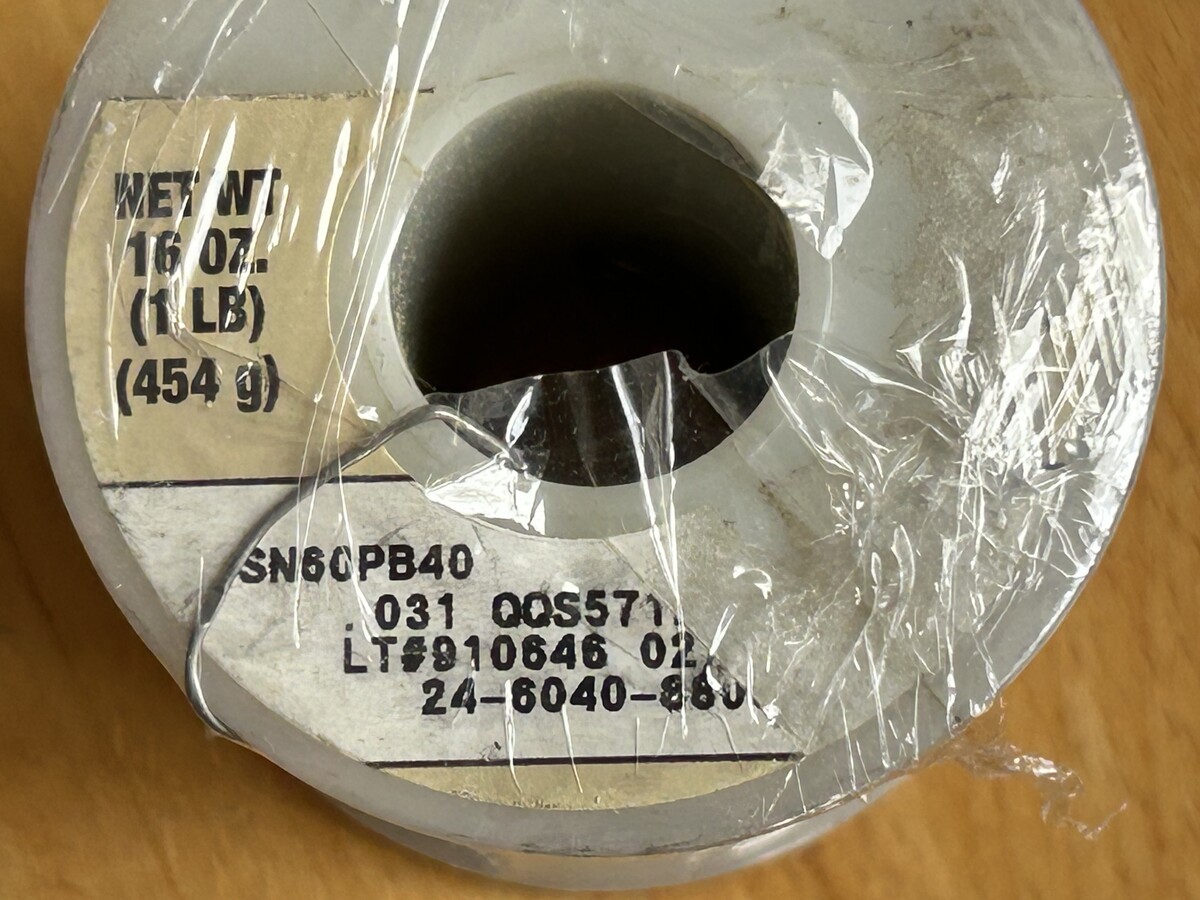 NET WT
16 OZ.
(1 LB)
(454 g)
SN60PB40
.031 QQS571
LT#910646 02
24-6040-880